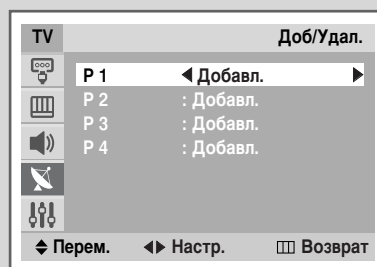 TV Доб/Удал.
P 1 ◀ Добавл. ▶
P 2 : Добавл.
P 3 : Добавл.
P 4 : Добавл.
Перем. Настр. Возврат